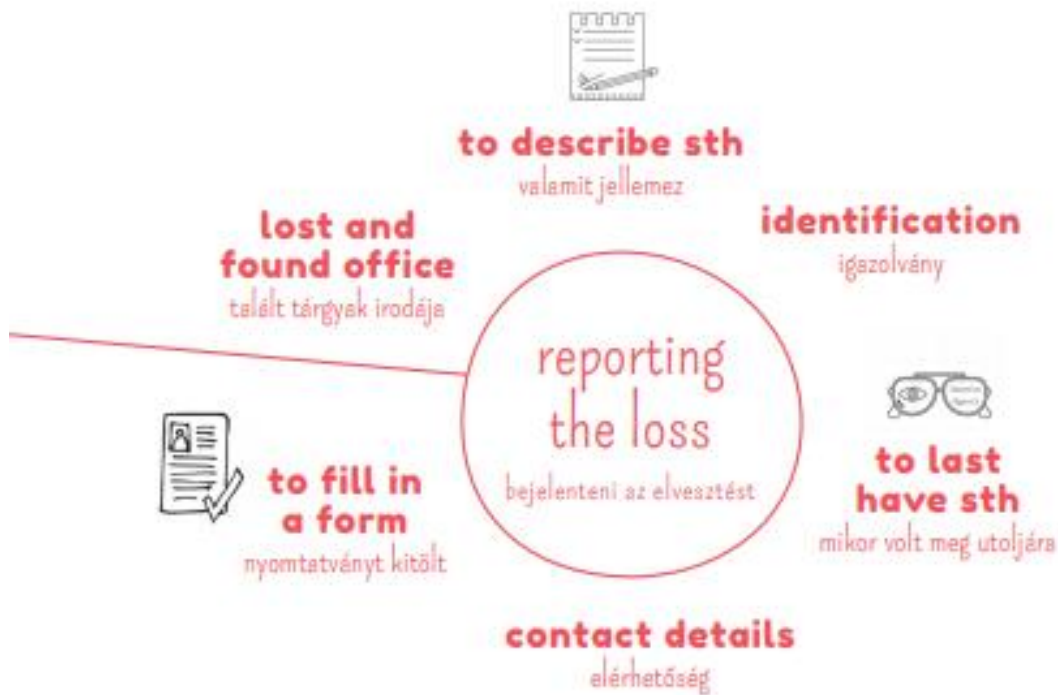 to describe sth
valamit jellemez
identification
igazolvány
lost and
found office
talált tárgyak irodája
reporting
the loss
bejelenteni az elvesztést
to last
have sth
mikor volt meg utoljára
to fill in
a form
nyomtatványt kitölt
contact details
elérhetőség